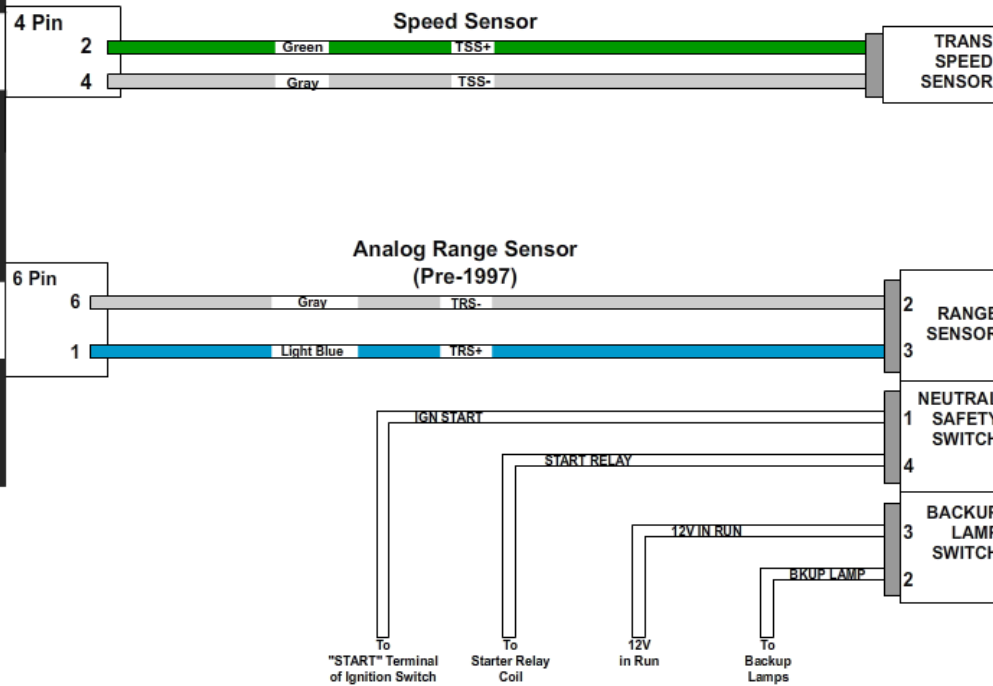 4 Pin
Speed Sensor
2
Green
TSS+
4
Gray
TSS-
TRANS
SPEED
SENSOR
Analog Range Sensor
(Pre-1997)
6 Pin
6
Gray
TRS-
2
1
Light Blue
TRS+
3
RANGE
SENSOR
IGN START
1
START RELAY
4
NEUTRAL
SAFETY
SWITCH
12V IN RUN
3
BKUP LAMP
2
BACKUP
LAMP
SWITCH
To
"START" Terminal
of Ignition Switch
To
Starter Relay
Coil
12V
in Run
To
Backup
Lamps